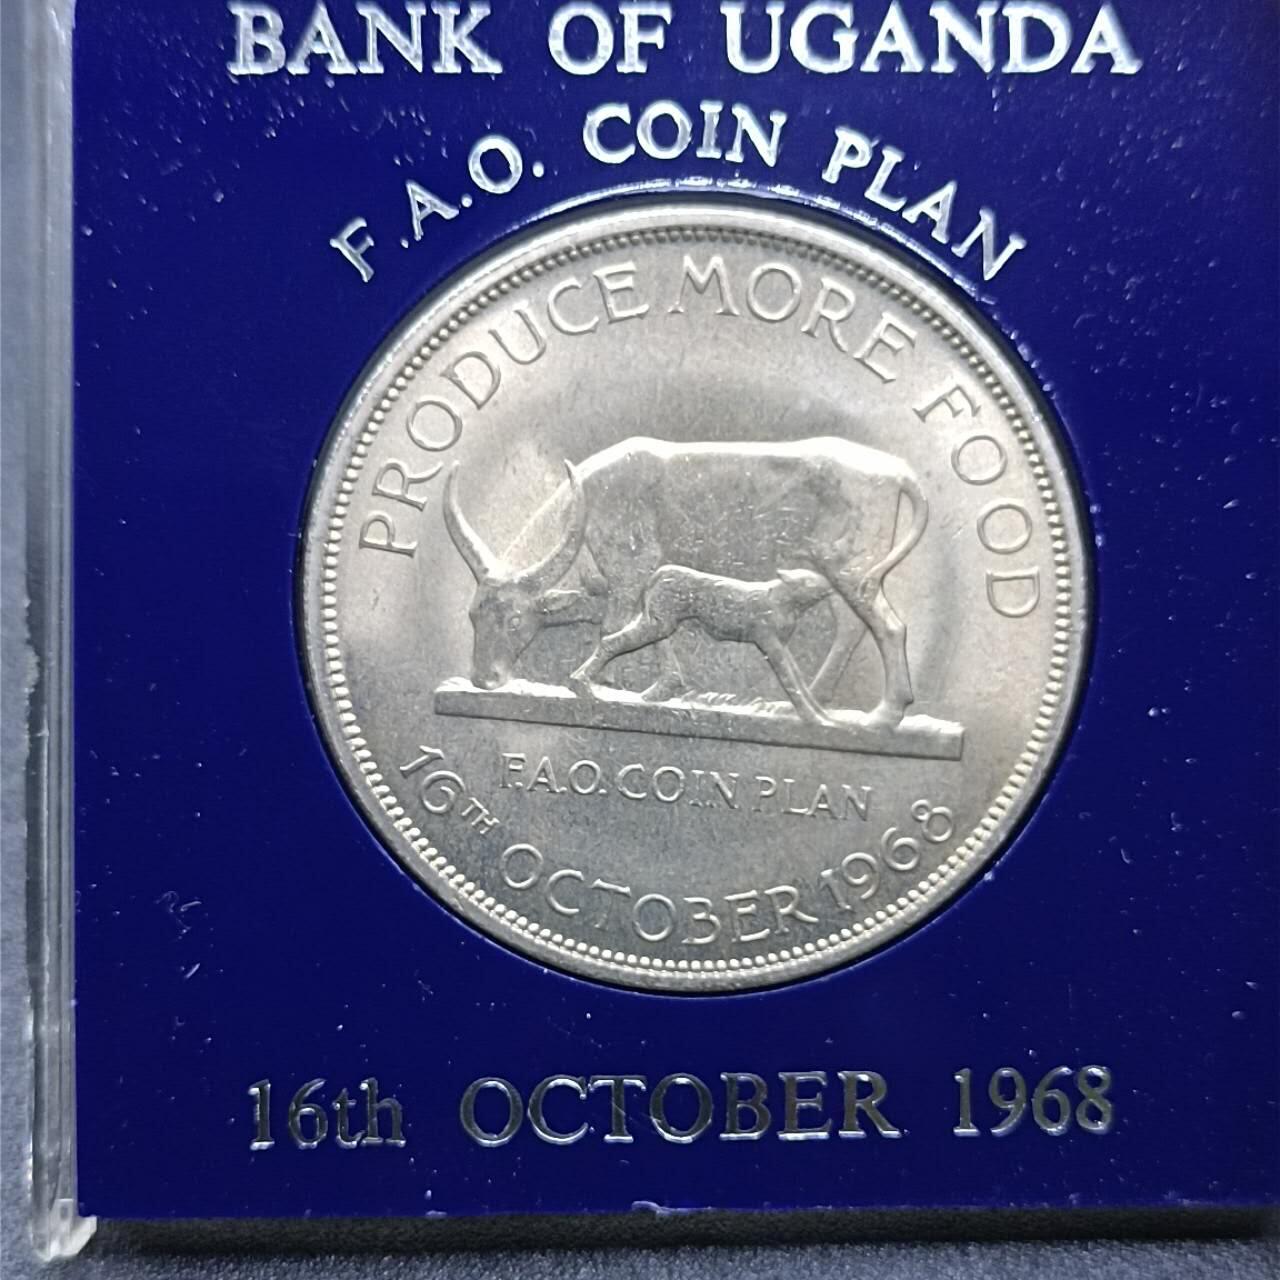 BANK OF UGANDA
F.A.O. COIN PLAN
PRODUCE MORE FOOD
F.A.O. COIN PLAN
16TH OCTOBER 1968
16th OCTOBER 1968